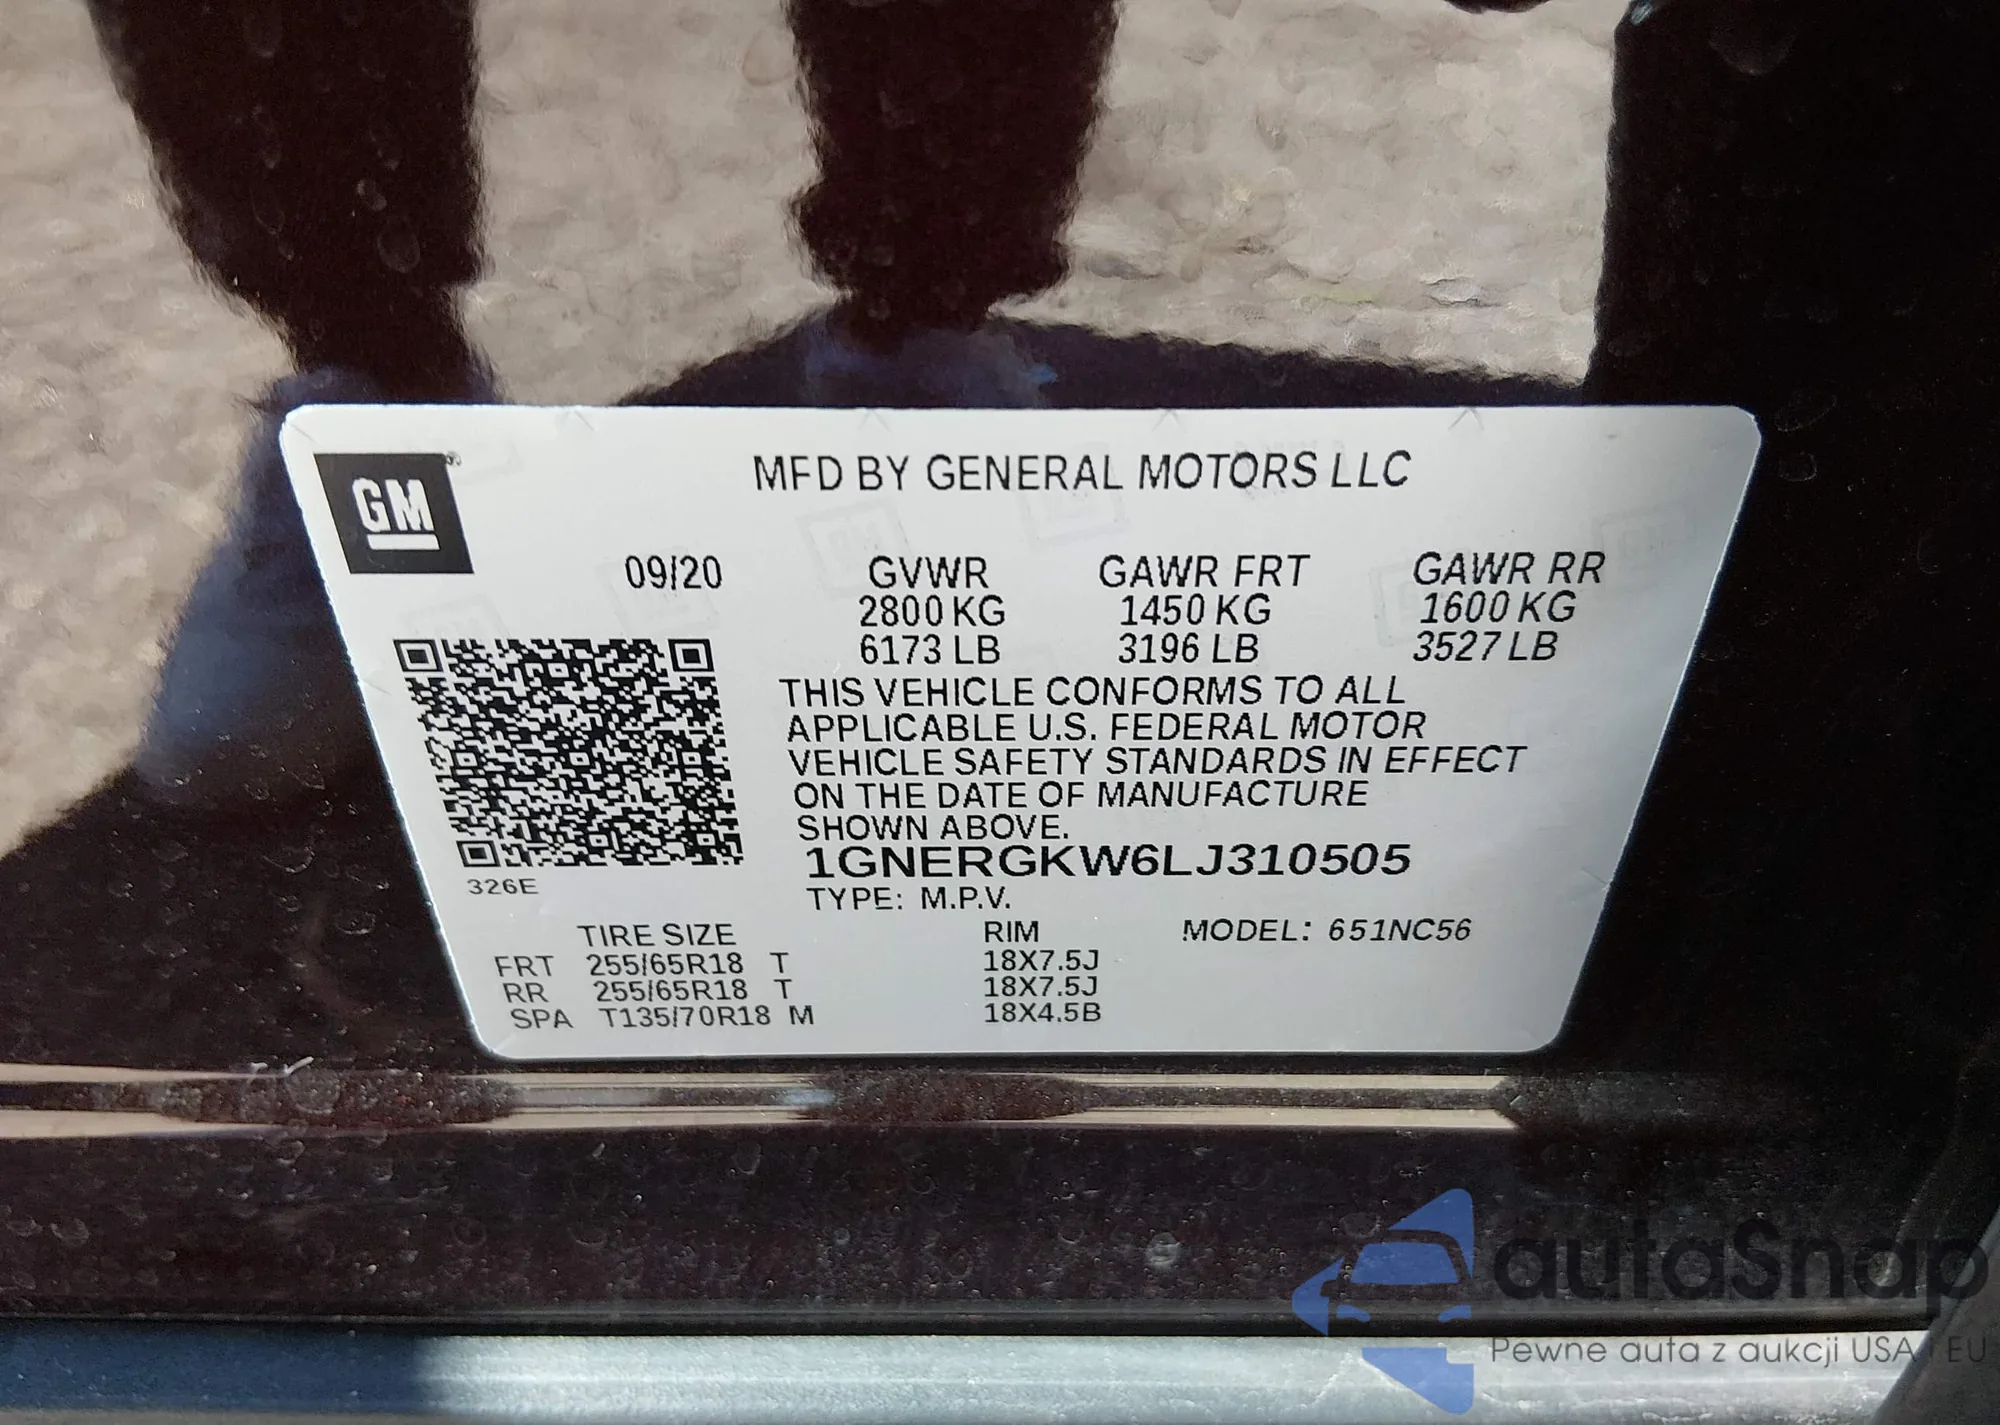 GM
MFD BY GENERAL MOTORS LLC
09/20 GVWR GAWR FRT GAWR RR
2800 KG 1450 KG 1600 KG
6173 LB 3196 LB 3527 LB
THIS VEHICLE CONFORMS TO ALL
APPLICABLE U.S. FEDERAL MOTOR
VEHICLE SAFETY STANDARDS IN EFFECT
ON THE DATE OF MANUFACTURE
SHOWN ABOVE.
1GNERGKW6LJ310505
326E
TYPE: M.P.V.
TIRE SIZE RIM MODEL: 651NC56
FRT 255/65R18 T 18X7.5J
RR 255/65R18 T 18X7.5J
SPA T135/70R18 M 18X4.5B
autaSnap
Pewne auta z aukcji USA i EU